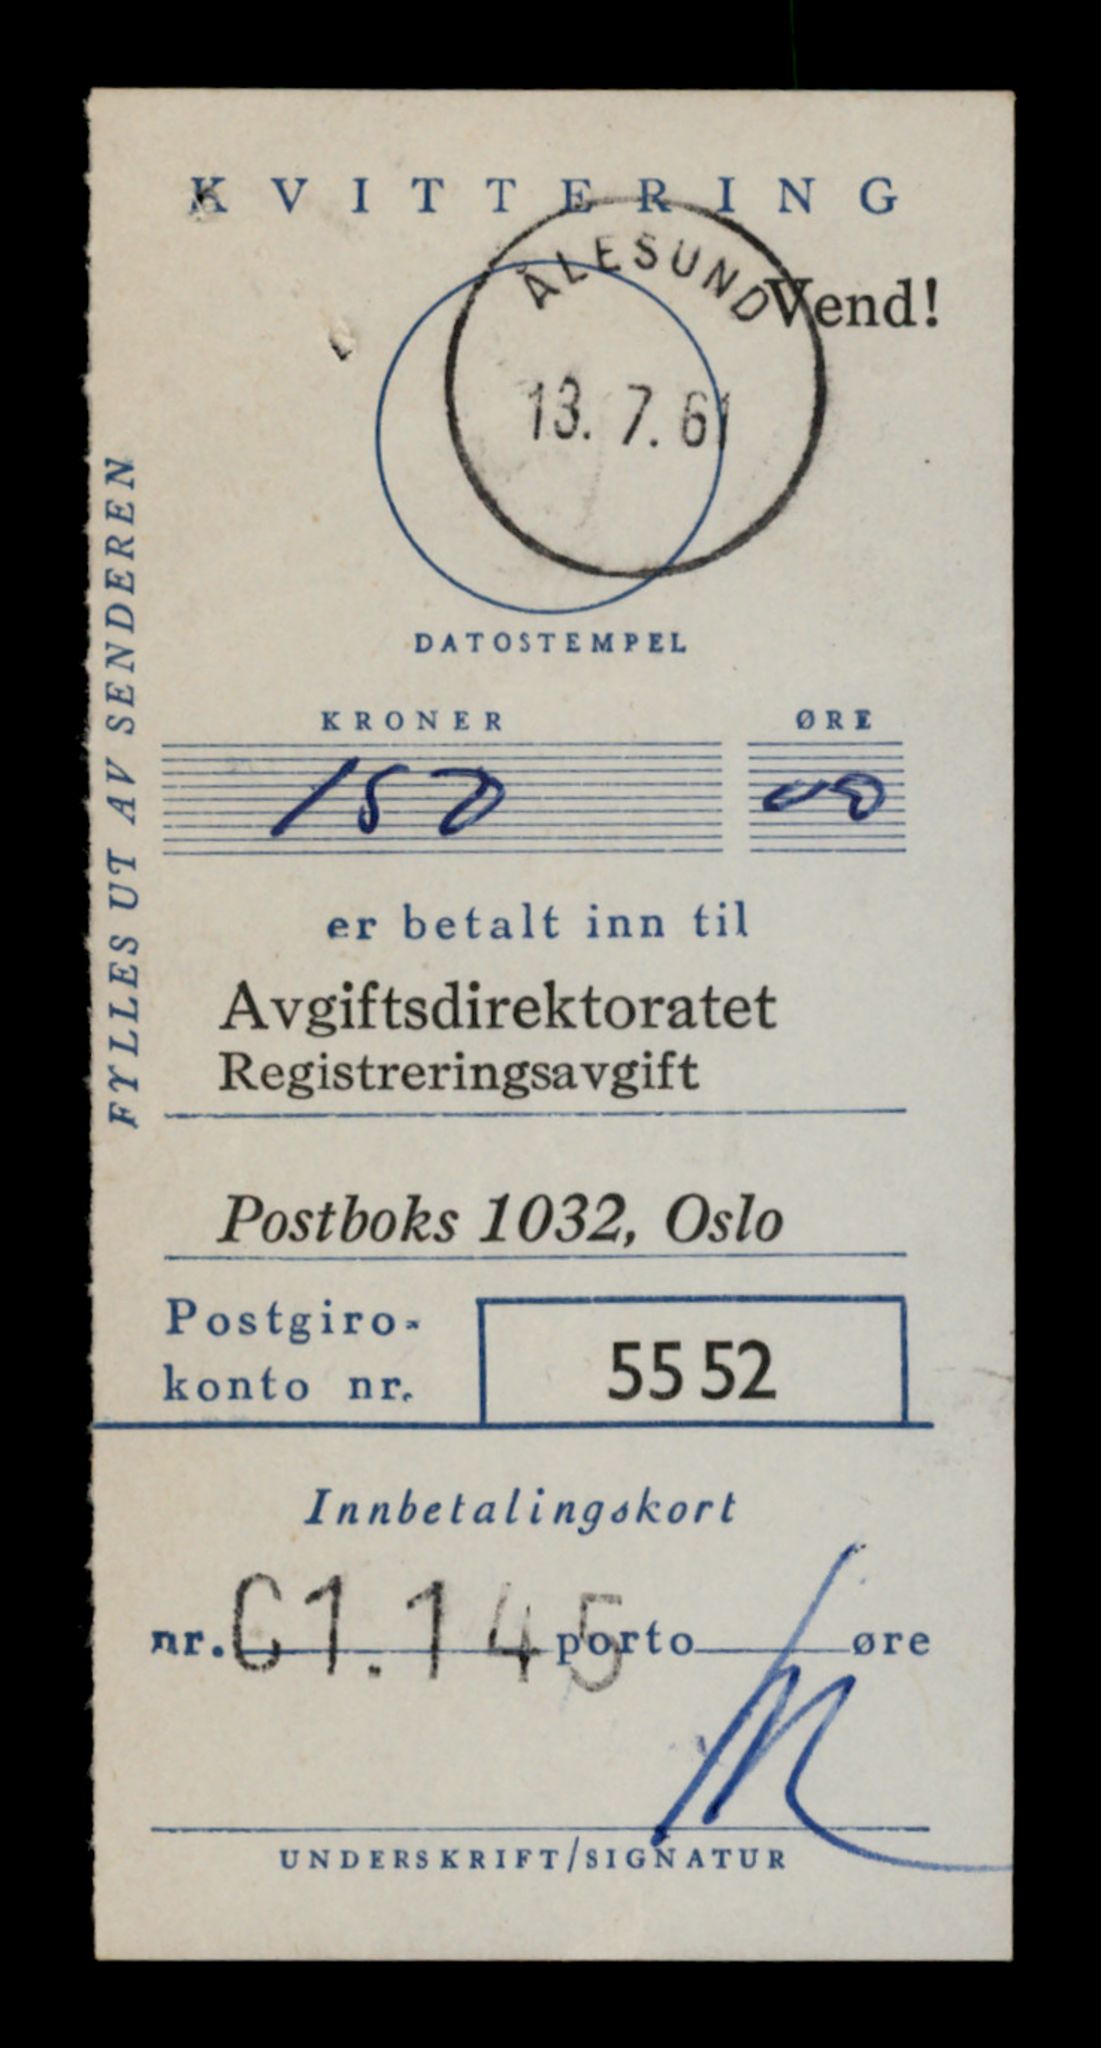 KVITTERING
ÅLESUND
Vend!
13. 7. 61
DATOSTEMPEL
FYLLES UT AV SENDEREN
KRONER ØRE
150 00
er betalt inn til
Avgiftsdirektoratet
Registreringsavgift
Postboks 1032, Oslo
Postgiro-
konto nr. 5552
Innbetalingskort
nr. 61.145 porto øre
UNDERSKRIFT/SIGNATUR